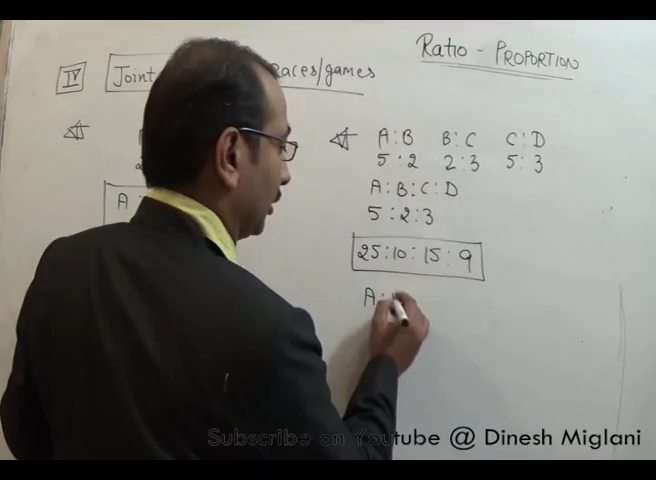 Ratio - PROPORTION
IV Joint Races/games
A:B B:C C:D
5:2 2:3 5:3
A:B:C:D
5:2:3
25:10:15:9
A:
A:
Subscribe on Youtube @ Dinesh Miglani